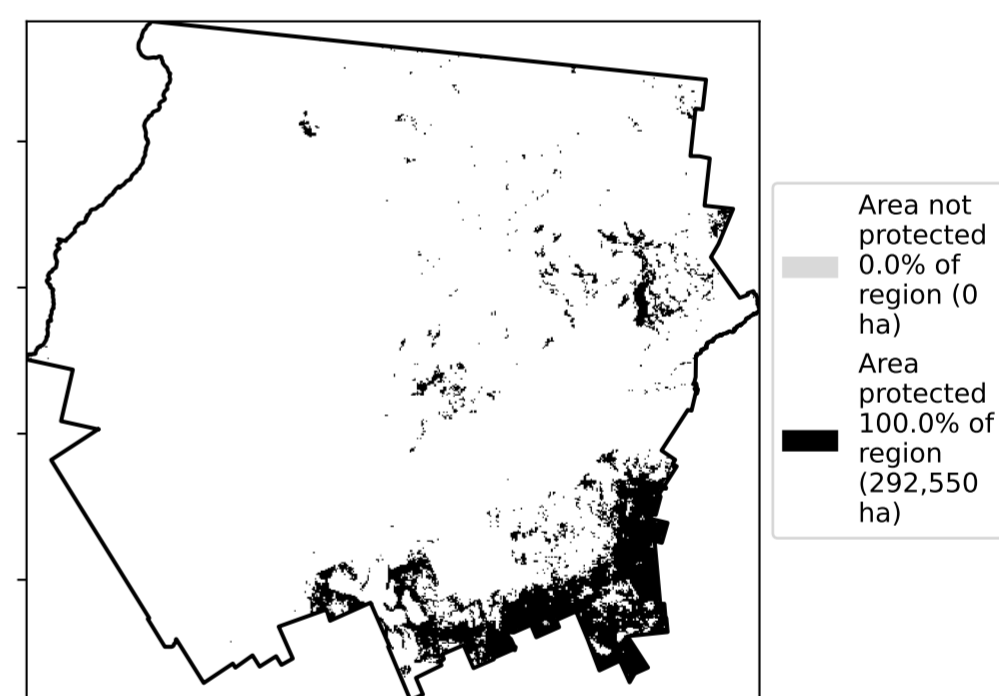 Area not
protected
0.0% of
region (0
ha)
Area
protected
100.0% of
region
(292,550
ha)